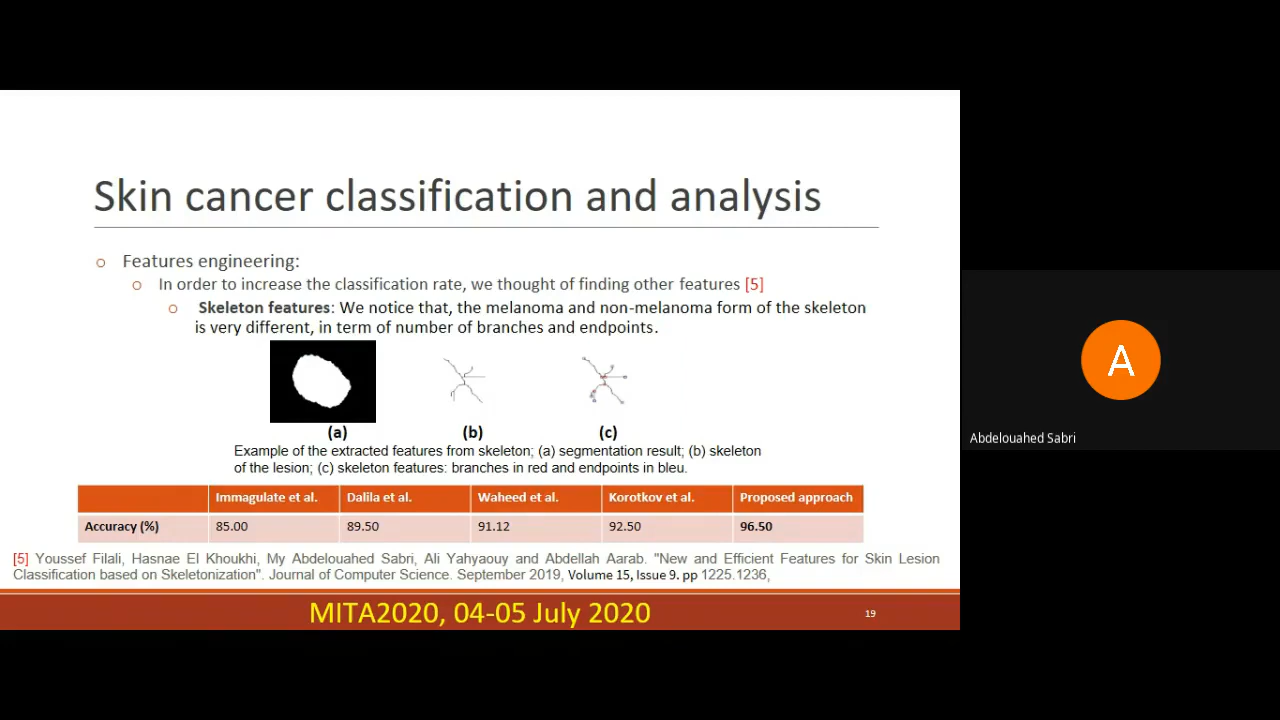 Skin cancer classification and analysis
o Features engineering:
o In order to increase the classification rate, we thought of finding other features [5]
o Skeleton features: We notice that, the melanoma and non-melanoma form of the skeleton
is very different, in term of number of branches and endpoints.
(a) (b) (c)
Example of the extracted features from skeleton; (a) segmentation result; (b) skeleton
of the lesion; (c) skeleton features: branches in red and endpoints in bleu.
Immagulate et al. Dalila et al. Waheed et al. Korotkov et al. Proposed approach
Accuracy (%) 85.00 89.50 91.12 92.50 96.50
[5] Youssef Filali, Hasnae El Khoukhi, My Abdelouahed Sabri, Ali Yahyaouy and Abdellah Aarab. "New and Efficient Features for Skin Lesion
Classification based on Skeletonization". Journal of Computer Science. September 2019, Volume 15, Issue 9. pp 1225.1236,
MITA2020, 04-05 July 2020
19
A
Abdelouahed Sabri